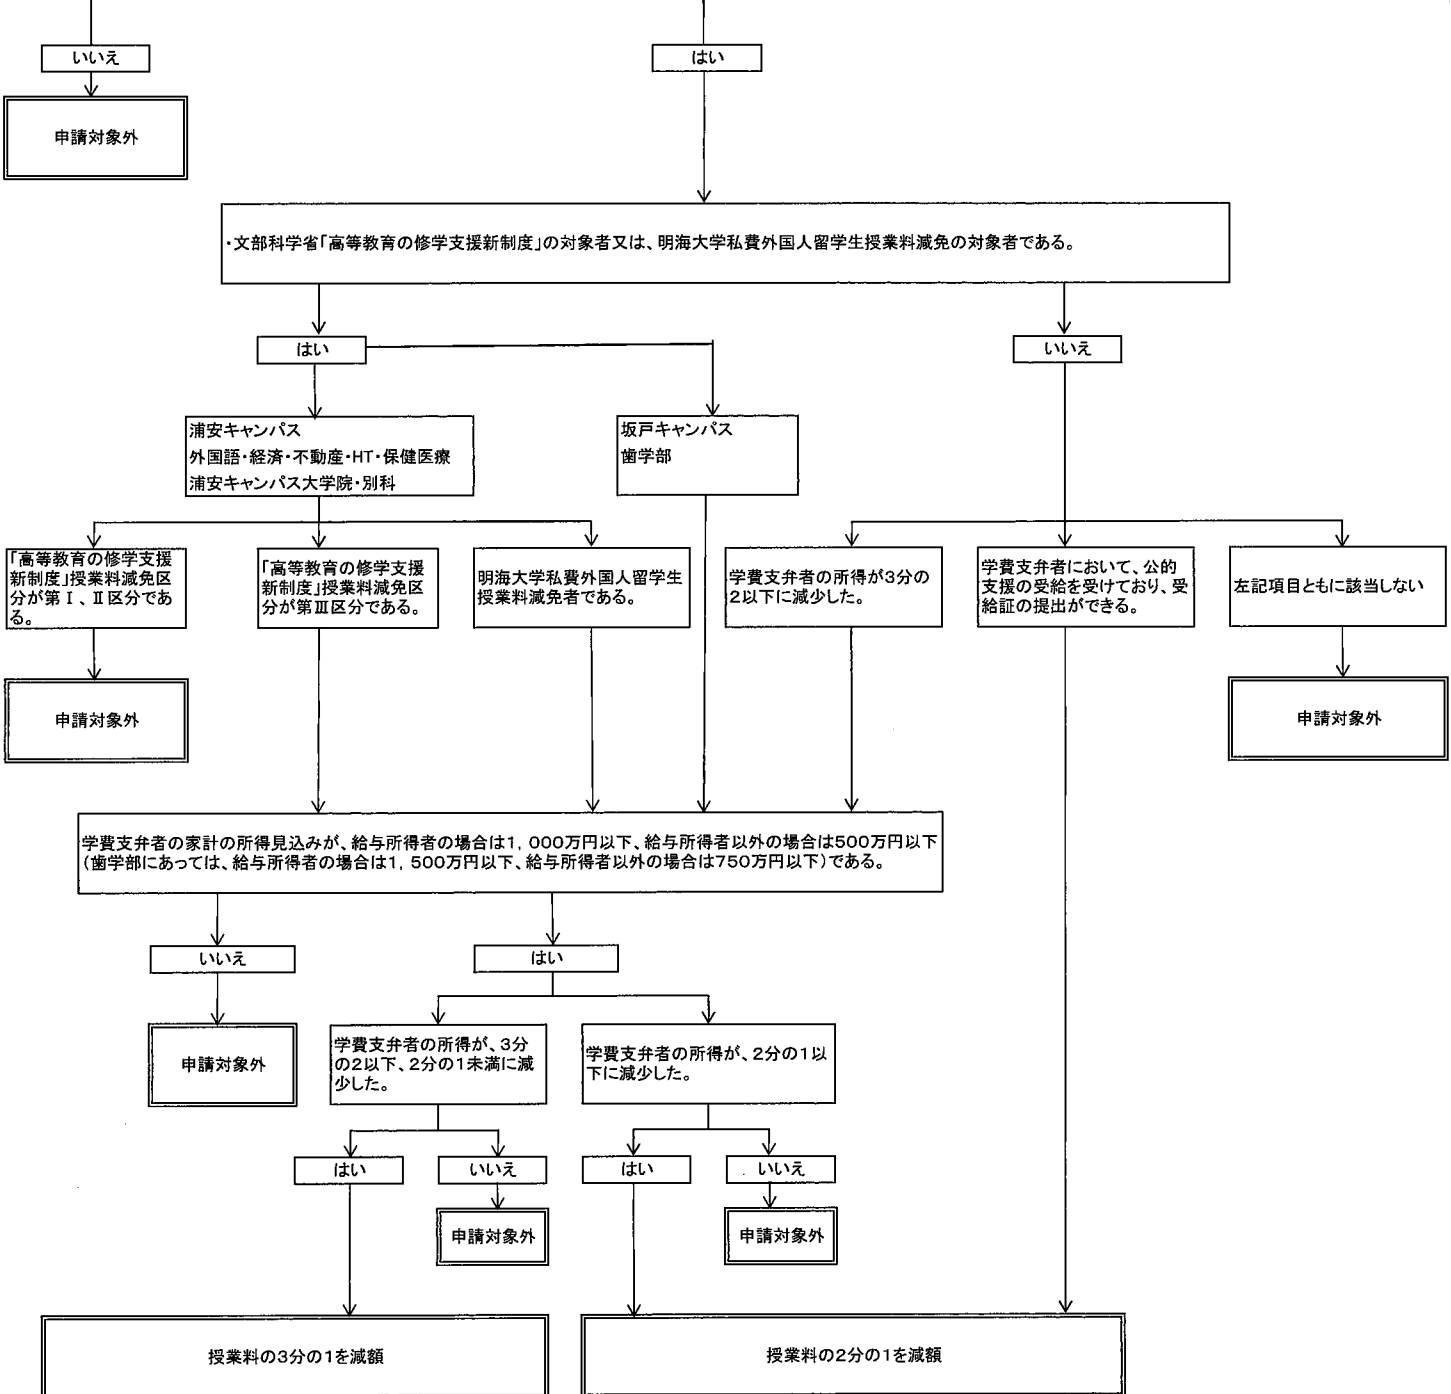 いいえ
はい
申請対象外
・文部科学省「高等教育の修学支援新制度」の対象者又は、明海大学私費外国人留学生授業料減免の対象者である。
はい
いいえ
浦安キャンパス
外国語・経済・不動産・HT・保健医療
浦安キャンパス大学院・別科
坂戸キャンパス
歯学部
「高等教育の修学支援
新制度」授業料減免区
分が第Ⅰ、Ⅱ区分であ
る。
「高等教育の修学支援
新制度」授業料減免区
分が第Ⅲ区分である。
明海大学私費外国人留学生
授業料減免者である。
学費支弁者の所得が3分の
2以下に減少した。
学費支弁者において、公的
支援の受給を受けており、受
給証の提出ができる。
左記項目ともに該当しない
申請対象外
申請対象外
学費支弁者の家計の所得見込みが、給与所得者の場合は1,000万円以下、給与所得者以外の場合は500万円以下
(歯学部にあっては、給与所得者の場合は1,500万円以下、給与所得者以外の場合は750万円以下)である。
いいえ
はい
申請対象外
学費支弁者の所得が、3分
の2以下、2分の1未満に減
少した。
学費支弁者の所得が、2分の1以
下に減少した。
はい
いいえ
はい
いいえ
申請対象外
申請対象外
授業料の3分の1を減額
授業料の2分の1を減額